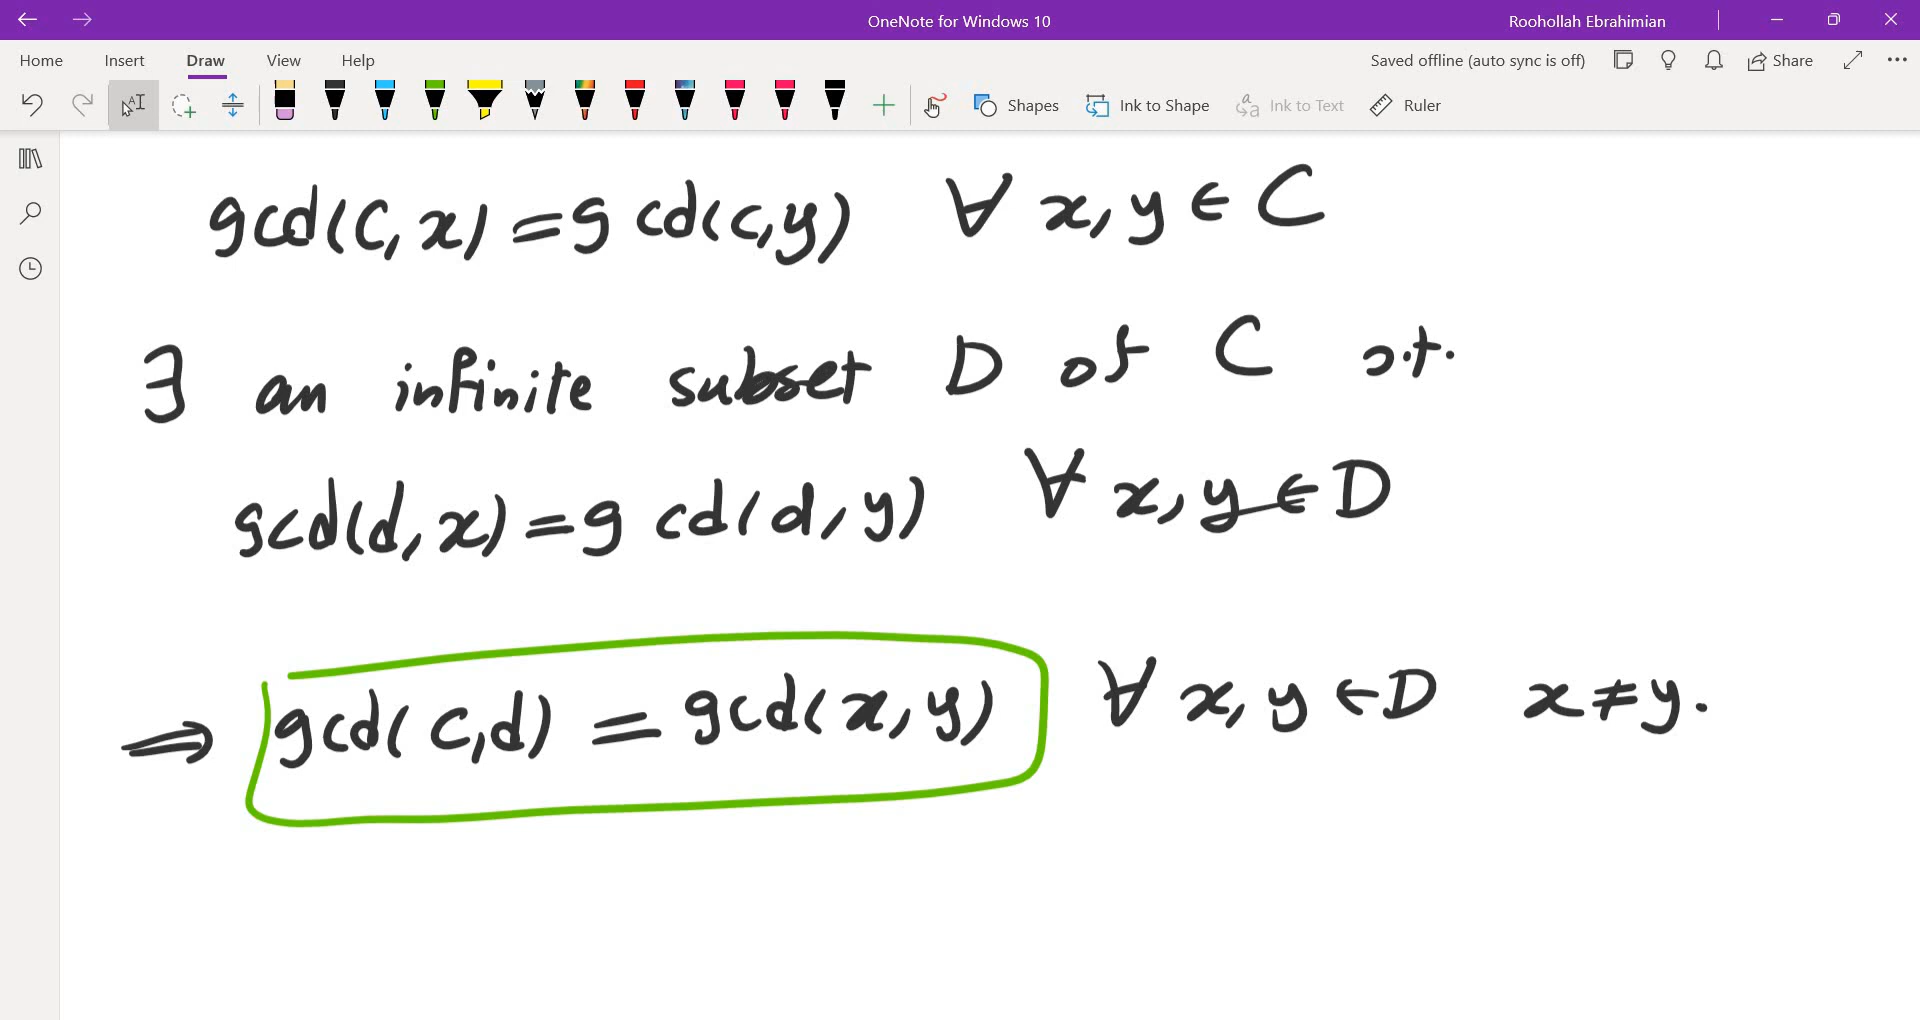 OneNote for Windows 10
Roohollah Ebrahimian
Home Insert Draw View Help
Saved offline (auto sync is off) Share
AI Shapes Ink to Shape Ink to Text Ruler
gcd(c, x) = gcd(c, y) ∀ x, y ∈ C
∃ an infinite subset D of C s.t.
gcd(d, x) = gcd(d, y) ∀ x, y ∈ D
⇒ gcd(c, d) = gcd(x, y) ∀ x, y ∈ D x ≠ y.